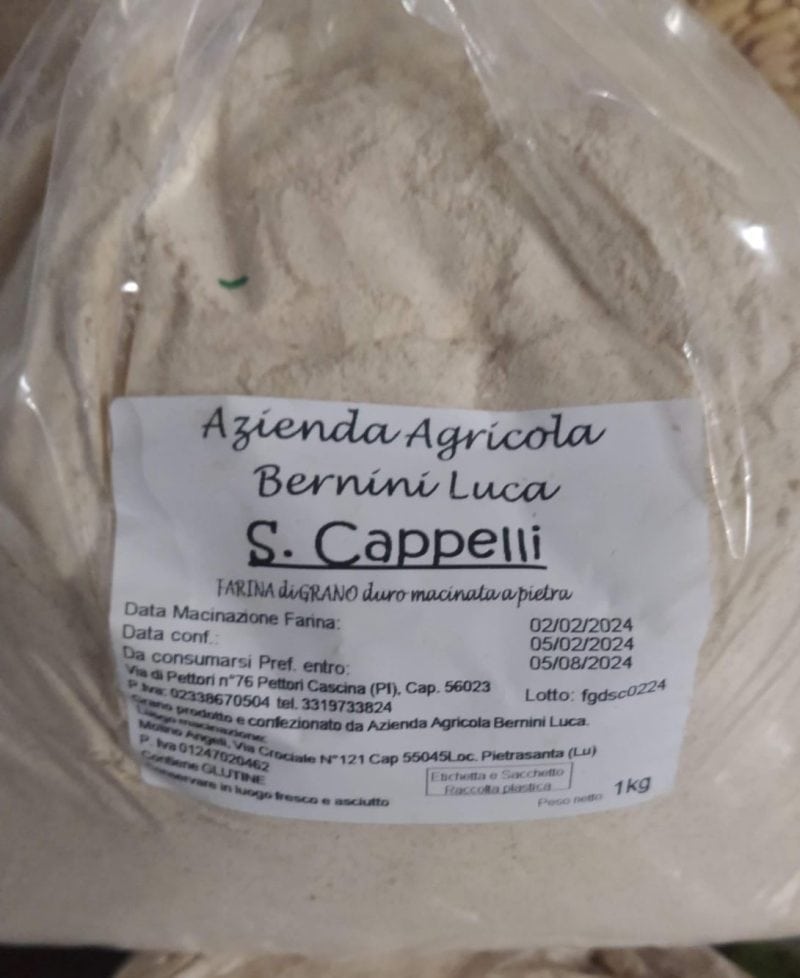 Azienda Agricola
Bernini Luca
S. Cappelli
FARINA di GRANO duro macinata a pietra
Data Macinazione Farina: 02/02/2024
Data conf.: 05/02/2024
Da consumarsi Pref. entro: 05/08/2024
Via di Pettori n°76 Pettori Cascina (PI), Cap. 56023
P. Iva: 02338670504 tel. 3319733824
Lotto: fgdsc0224
Grano prodotto e confezionato da Azienda Agricola Bernini Luca.
Luogo macinazione:
Molino Angeli, Via Crociale N°121 Cap 55045Loc. Pietrasanta (Lu)
P. Iva 01247020462
Contiene GLUTINE
Conservare in luogo fresco e asciutto
Etichetta e Sacchetto
Raccolta plastica
Peso netto 1kg